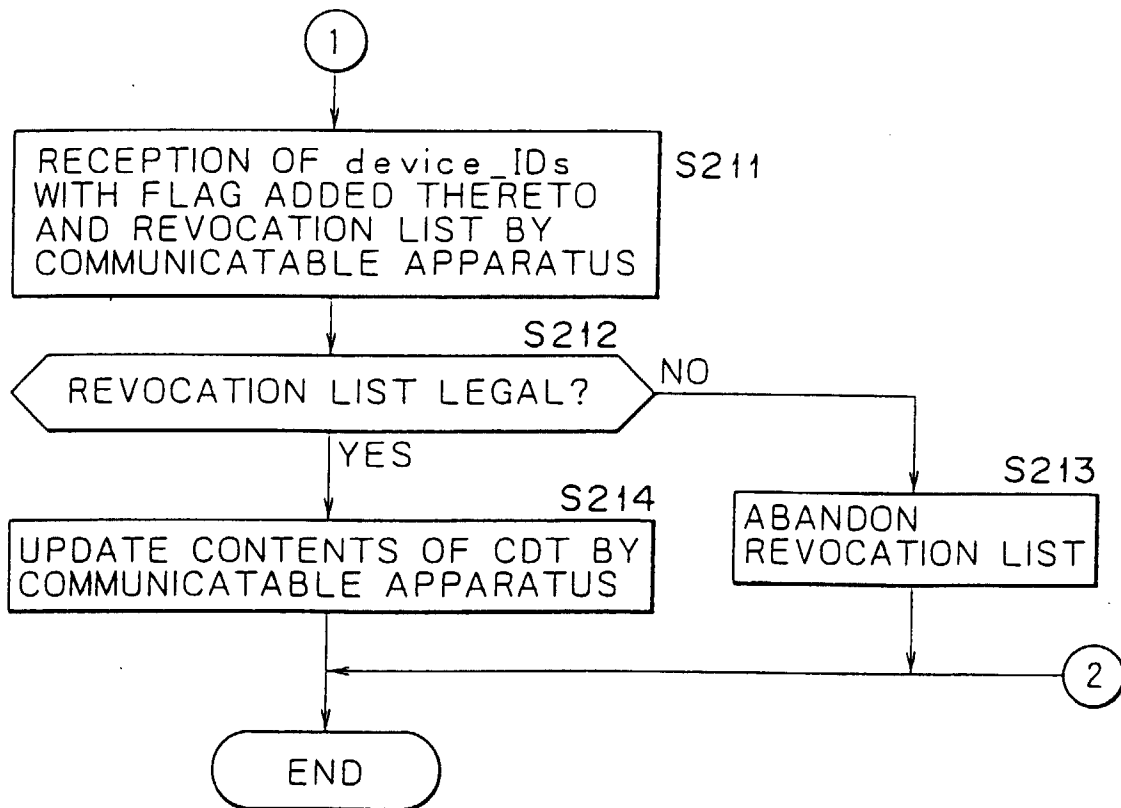 1
RECEPTION OF device_IDs
WITH FLAG ADDED THERETO
AND REVOCATION LIST BY
COMMUNICATABLE APPARATUS
S211
S212
REVOCATION LIST LEGAL?
NO
YES
S214
UPDATE CONTENTS OF CDT BY
COMMUNICATABLE APPARATUS
S213
ABANDON
REVOCATION LIST
2
END